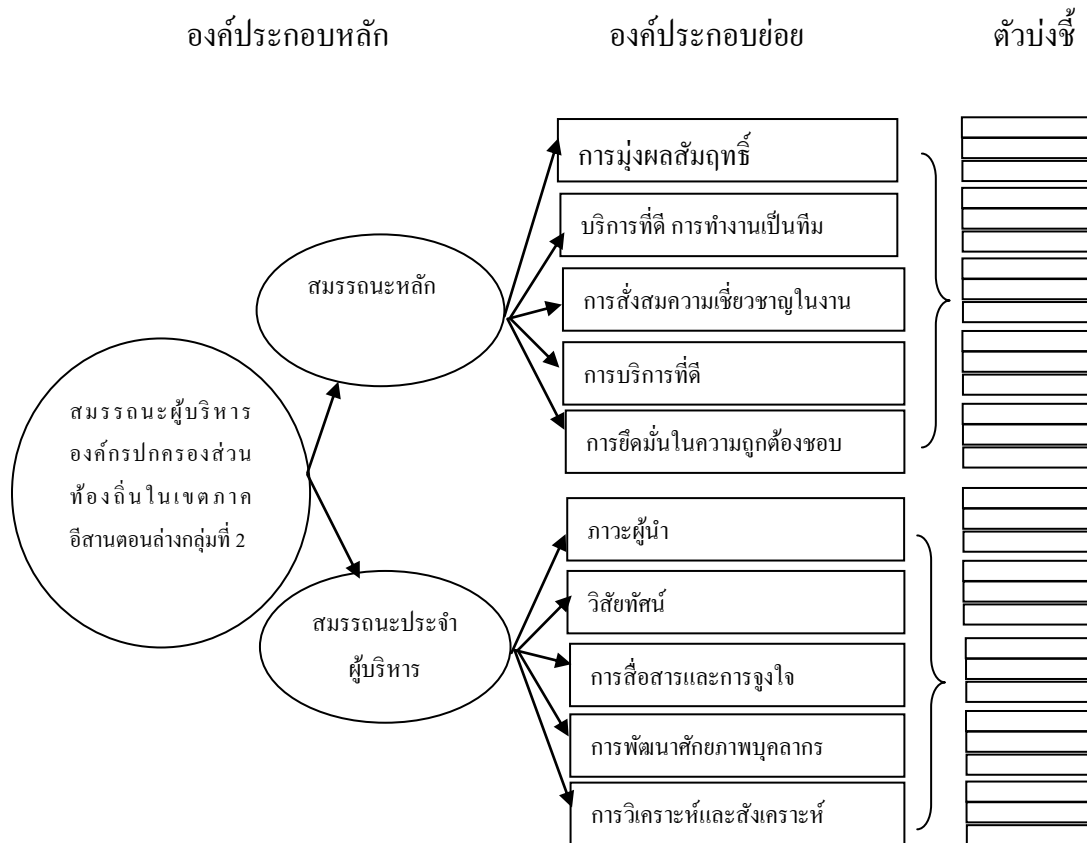 องค์ประกอบหลัก องค์ประกอบย่อย ตัวบ่งชี้
การมุ่งผลสัมฤทธิ์
บริการที่ดี การทำงานเป็นทีม
สมรรถนะหลัก
การสั่งสมความเชี่ยวชาญในงาน
การบริการที่ดี
การยึดมั่นในความถูกต้องชอบ
สมรรถนะผู้บริหาร
องค์กรปกครองส่วน
ท้องถิ่นในเขตภาค
อีสานตอนล่างกลุ่มที่ 2
ภาวะผู้นำ
วิสัยทัศน์
สมรรถนะประจำ
ผู้บริหาร
การสื่อสารและการจูงใจ
การพัฒนาศักยภาพบุคลากร
การวิเคราะห์และสังเคราะห์